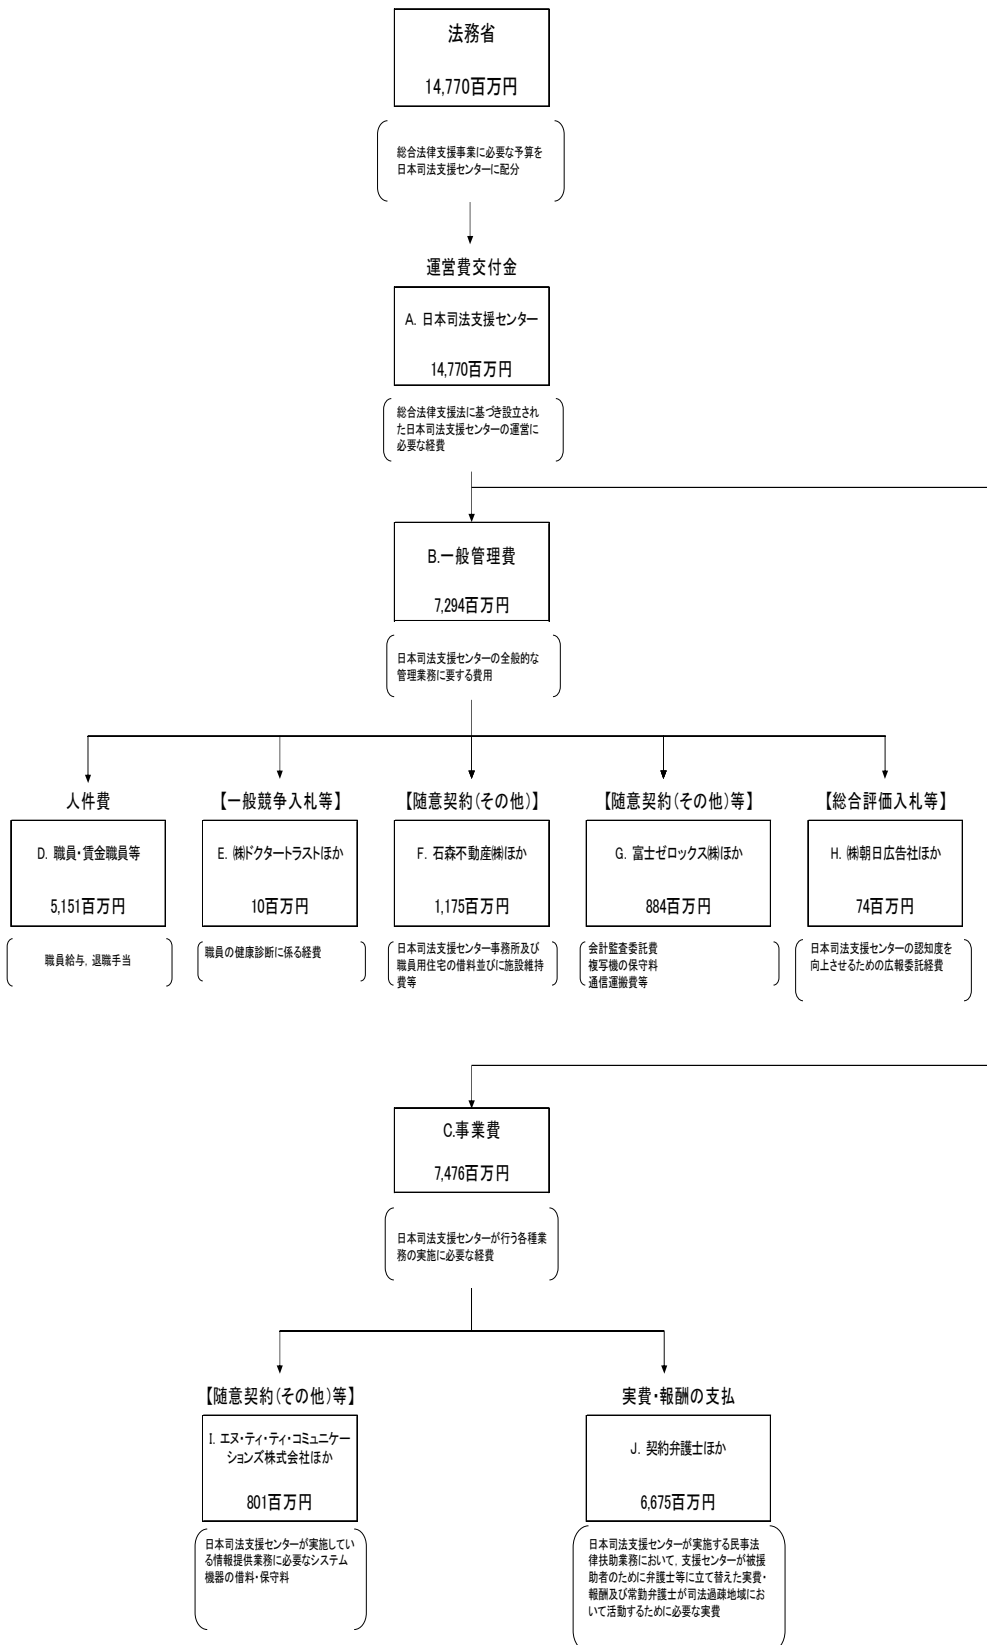 法務省
14,770百万円
総合法律支援事業に必要な予算を
日本司法支援センターに配分
運営費交付金
A. 日本司法支援センター
14,770百万円
総合法律支援法に基づき設立され
た日本司法支援センターの運営に
必要な経費
B.一般管理費
7,294百万円
日本司法支援センターの全般的な
管理業務に要する費用
人件費
D. 職員・賃金職員等
5,151百万円
職員給与, 退職手当
【一般競争入札等】
E. ㈱ドクタートラストほか
10百万円
職員の健康診断に係る経費
【随意契約(その他)】
F. 石森不動産㈱ほか
1,175百万円
日本司法支援センター事務所及び
職員用住宅の借料並びに施設維持
費等
【随意契約(その他)等】
G. 富士ゼロックス㈱ほか
884百万円
会計監査委託費
複写機の保守料
通信運搬費等
【総合評価入札等】
H. ㈱朝日広告社ほか
74百万円
日本司法支援センターの認知度を
向上させるための広報委託経費
C.事業費
7,476百万円
日本司法支援センターが行う各種業
務の実施に必要な経費
【随意契約(その他)等】
I. エヌ・ティ・ティ・コミュニケー
ションズ株式会社ほか
801百万円
日本司法支援センターが実施してい
る情報提供業務に必要なシステム
機器の借料・保守料
実費・報酬の支払
J. 契約弁護士ほか
6,675百万円
日本司法支援センターが実施する民事法
律扶助業務において, 支援センターが被援
助者のために弁護士等に立て替えた実費・
報酬及び常勤弁護士が司法過疎地域にお
いて活動するために必要な実費